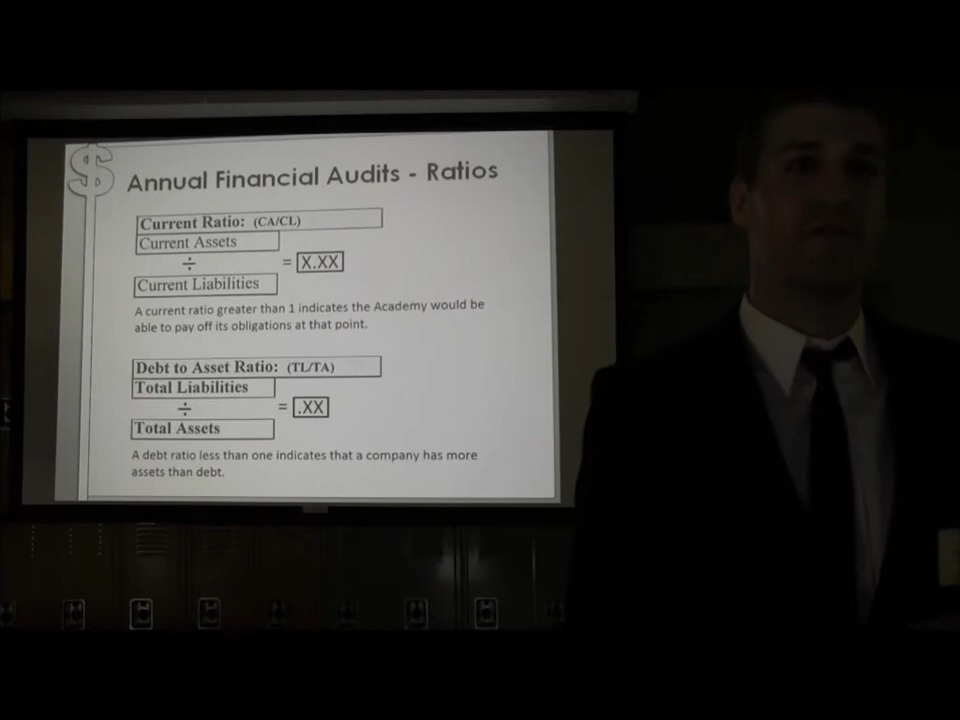 $
Annual Financial Audits - Ratios
Current Ratio: (CA/CL)
Current Assets
÷
= X.XX
Current Liabilities
A current ratio greater than 1 indicates the Academy would be
able to pay off its obligations at that point.
Debt to Asset Ratio: (TL/TA)
Total Liabilities
÷
= .XX
Total Assets
A debt ratio less than one indicates that a company has more
assets than debt.